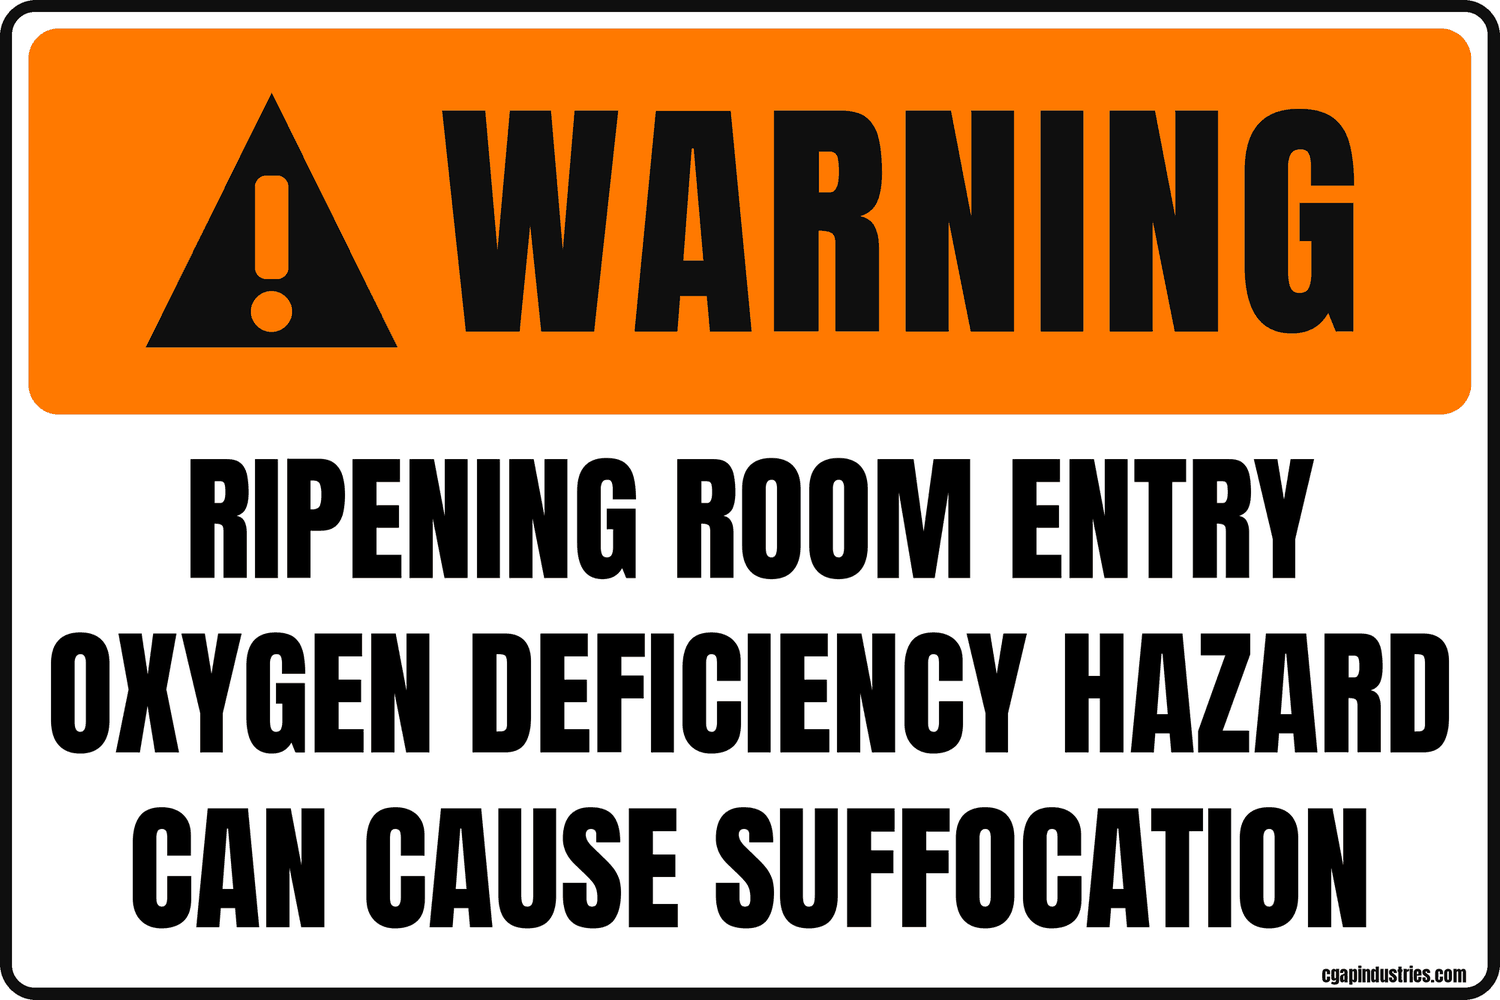 WARNING
RIPENING ROOM ENTRY
OXYGEN DEFICIENCY HAZARD
CAN CAUSE SUFFOCATION
cgapindustries.com